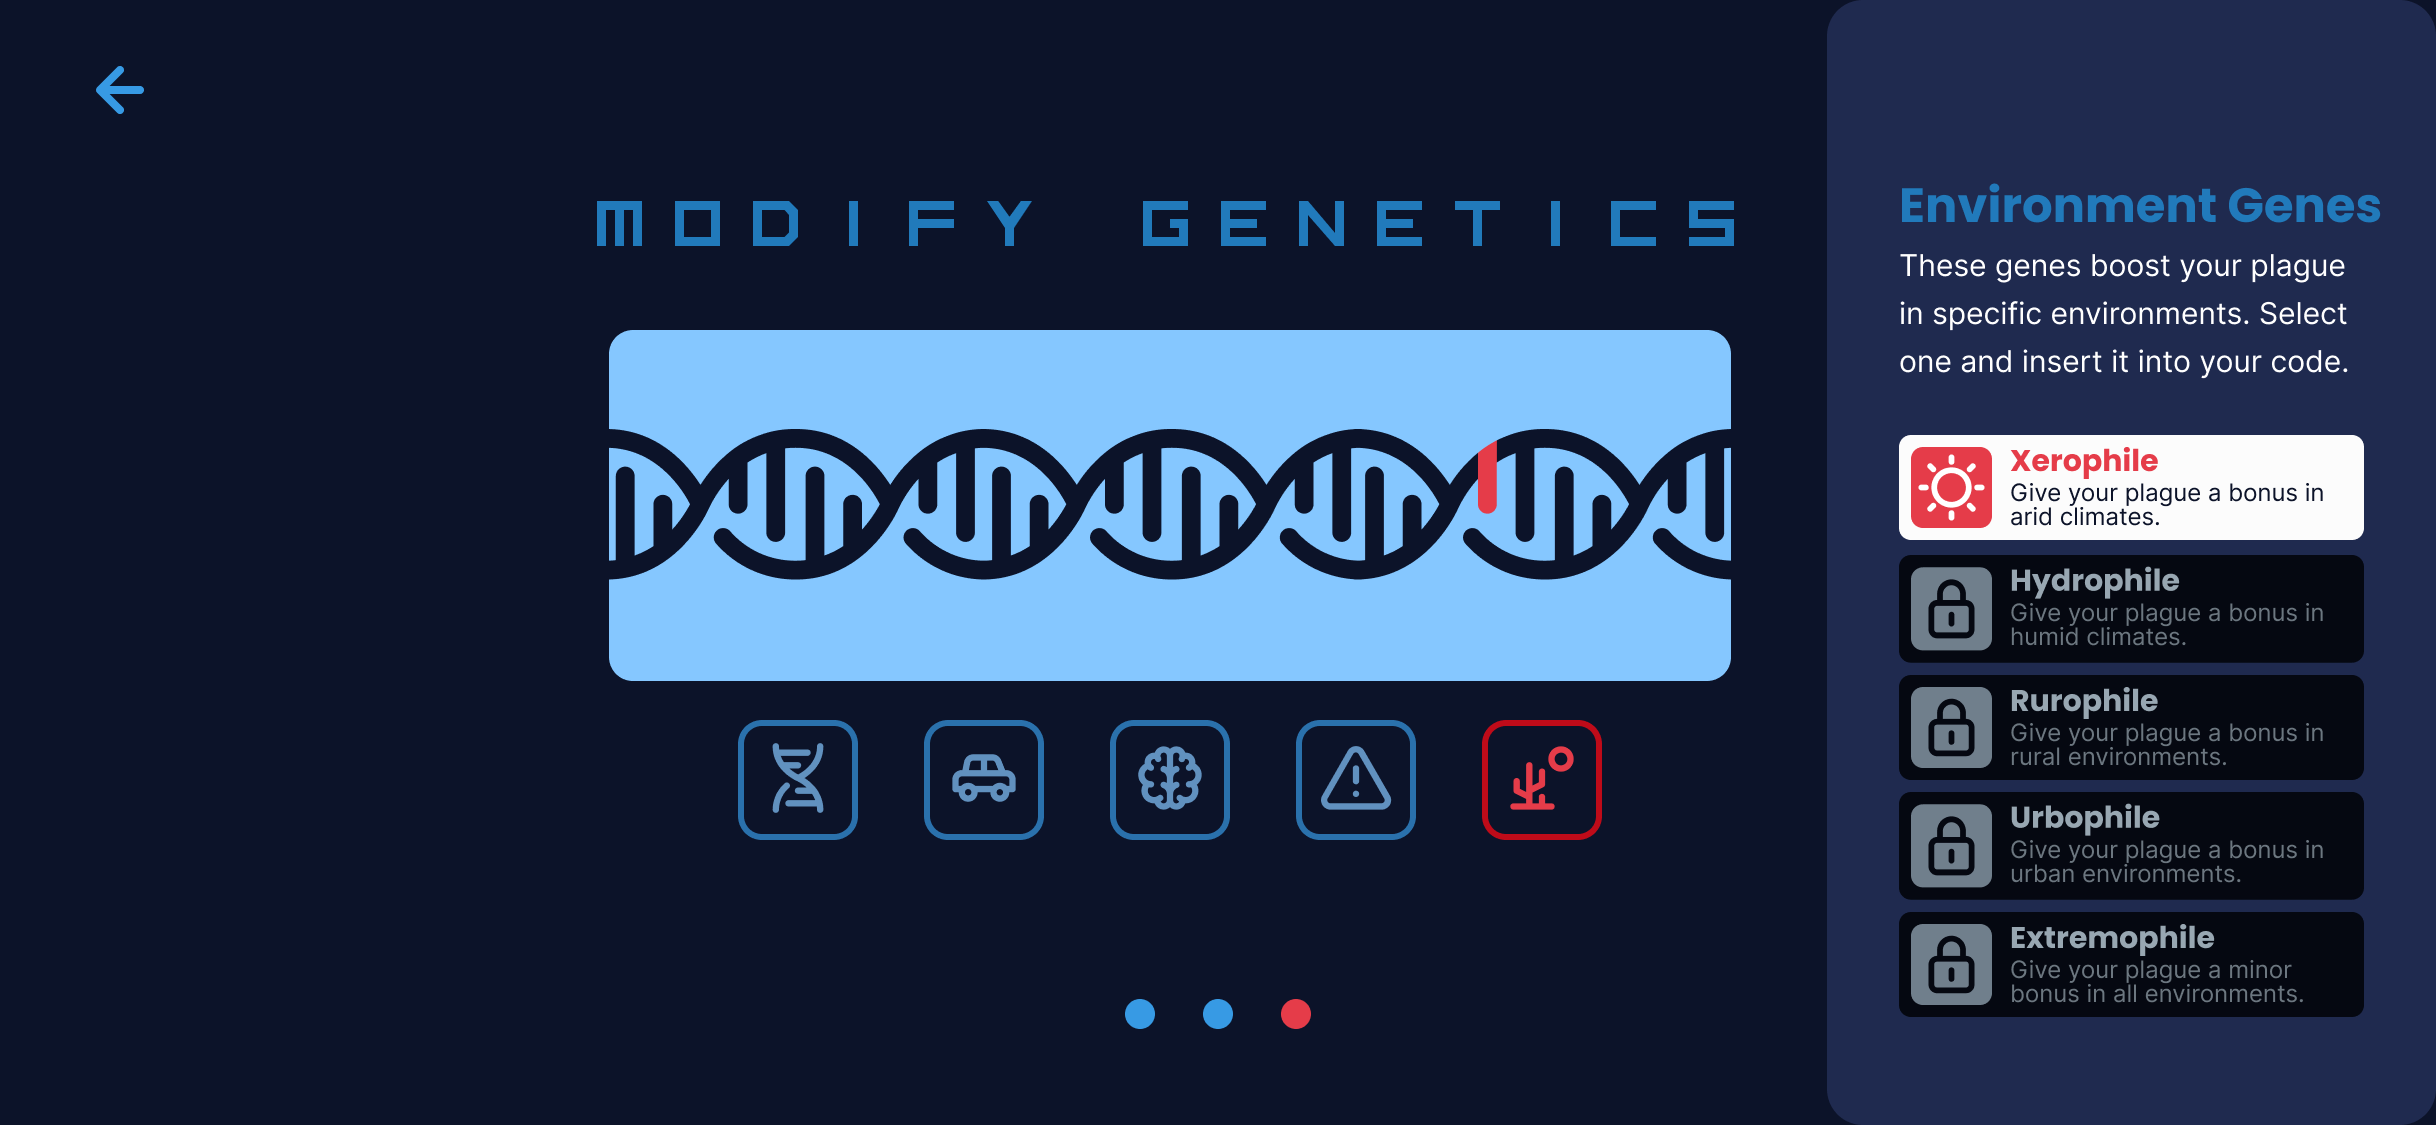 MODIFY GENETICS
Environment Genes
These genes boost your plague
in specific environments. Select
one and insert it into your code.
Xerophile
Give your plague a bonus in
arid climates.
Hydrophile
Give your plague a bonus in
humid climates.
Rurophile
Give your plague a bonus in
rural environments.
Urbophile
Give your plague a bonus in
urban environments.
Extremophile
Give your plague a minor
bonus in all environments.